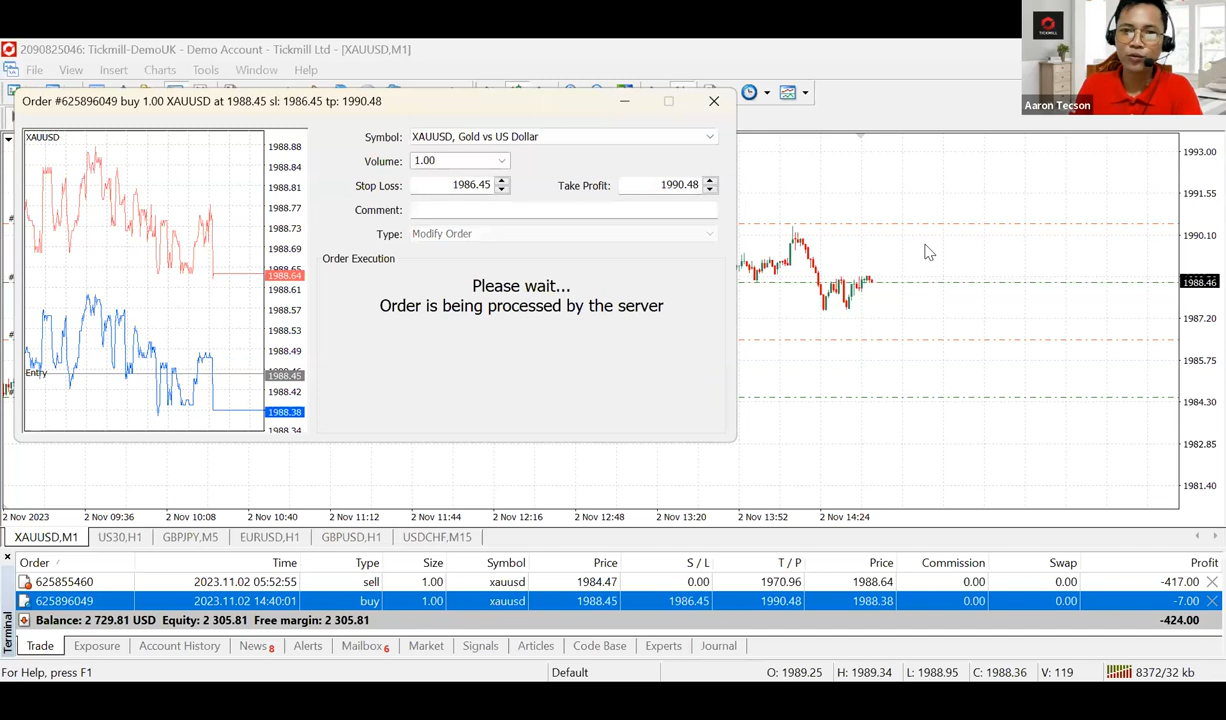 2090825046: Tickmill-DemoUK - Demo Account - Tickmill Ltd - [XAUUSD,M1]
TICKMILL
Aaron Tecson
File View Insert Charts Tools Window Help
Order #625896049 buy 1.00 XAUUSD at 1988.45 sl: 1986.45 tp: 1990.48
XAUUSD
1988.88
1988.84
1988.81
1988.77
1988.73
1988.69
1988.64
1988.61
1988.57
1988.53
1988.49
Entry
1988.45
1988.42
1988.38
1988.34
Symbol: XAUUSD, Gold vs US Dollar
Volume: 1.00
Stop Loss: 1986.45 Take Profit: 1990.48
Comment:
Type: Modify Order
Order Execution
Please wait...
Order is being processed by the server
1993.00
1991.55
1990.10
1988.46
1987.20
1985.75
1984.30
1982.85
1981.40
2 Nov 2023 2 Nov 09:36 2 Nov 10:08 2 Nov 10:40 2 Nov 11:12 2 Nov 11:44 2 Nov 12:16 2 Nov 12:48 2 Nov 13:20 2 Nov 13:52 2 Nov 14:24
XAUUSD,M1 US30,H1 GBPJPY,M5 EURUSD,H1 GBPUSD,H1 USDCHF,M15
Order / Time Type Size Symbol Price S / L T / P Price Commission Swap Profit
625855460 2023.11.02 05:52:55 sell 1.00 xauusd 1984.47 0.00 1970.96 1988.64 0.00 0.00 -417.00
625896049 2023.11.02 14:40:01 buy 1.00 xauusd 1988.45 1986.45 1990.48 1988.38 0.00 0.00 -7.00
Balance: 2 729.81 USD Equity: 2 305.81 Free margin: 2 305.81 -424.00
Terminal
Trade Exposure Account History News 8 Alerts Mailbox 6 Market Signals Articles Code Base Experts Journal
For Help, press F1 Default O: 1989.25 H: 1989.34 L: 1988.95 C: 1988.36 V: 119 8372/32 kb